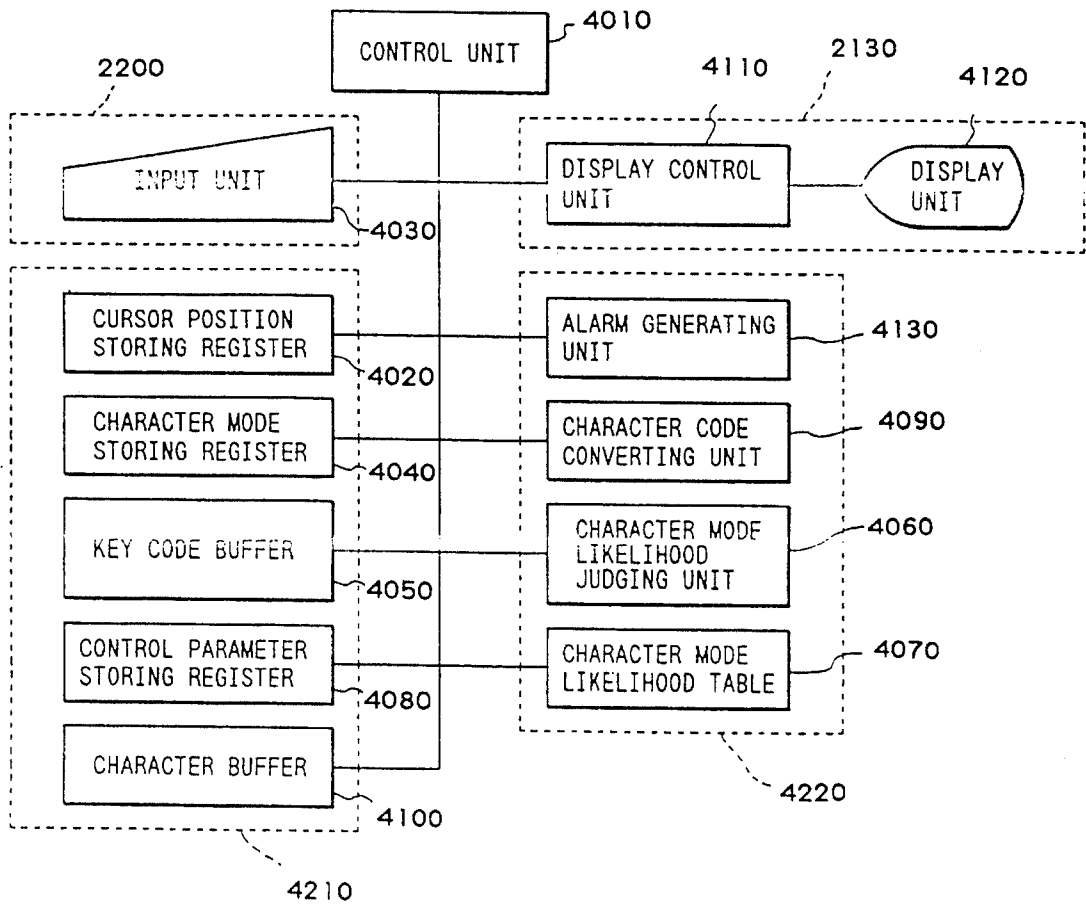 4010
CONTROL UNIT
2200
4110
2130
4120
INPUT UNIT
4030
DISPLAY CONTROL
UNIT
DISPLAY
UNIT
CURSOR POSITION
STORING REGISTER
4020
ALARM GENERATING
UNIT
4130
CHARACTER MODE
STORING REGISTER
4040
CHARACTER CODE
CONVERTING UNIT
4090
KEY CODE BUFFER
4050
CHARACTER MODE
LIKELIHOOD
JUDGING UNIT
4060
CONTROL PARAMETER
STORING REGISTER
4080
CHARACTER MODE
LIKELIHOOD TABLE
4070
CHARACTER BUFFER
4100
4220
4210